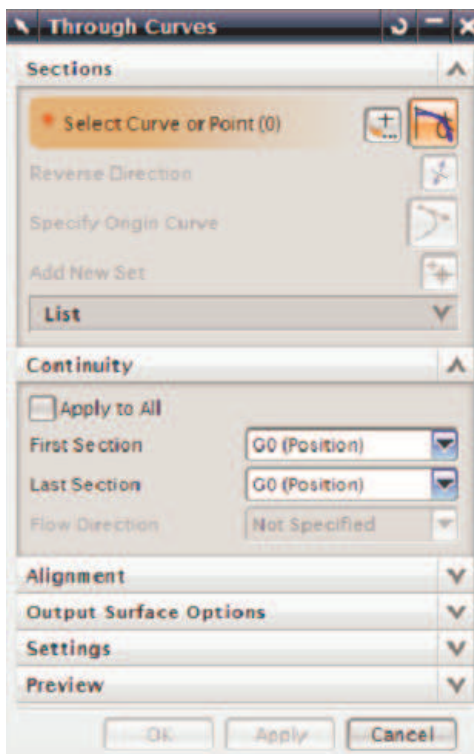 Through Curves
Sections
* Select Curve or Point (0)
Reverse Direction
Specify Origin Curve
Add New Set
List
Continuity
Apply to All
First Section G0 (Position)
Last Section G0 (Position)
Flow Direction Not Specified
Alignment
Output Surface Options
Settings
Preview
OK Apply Cancel